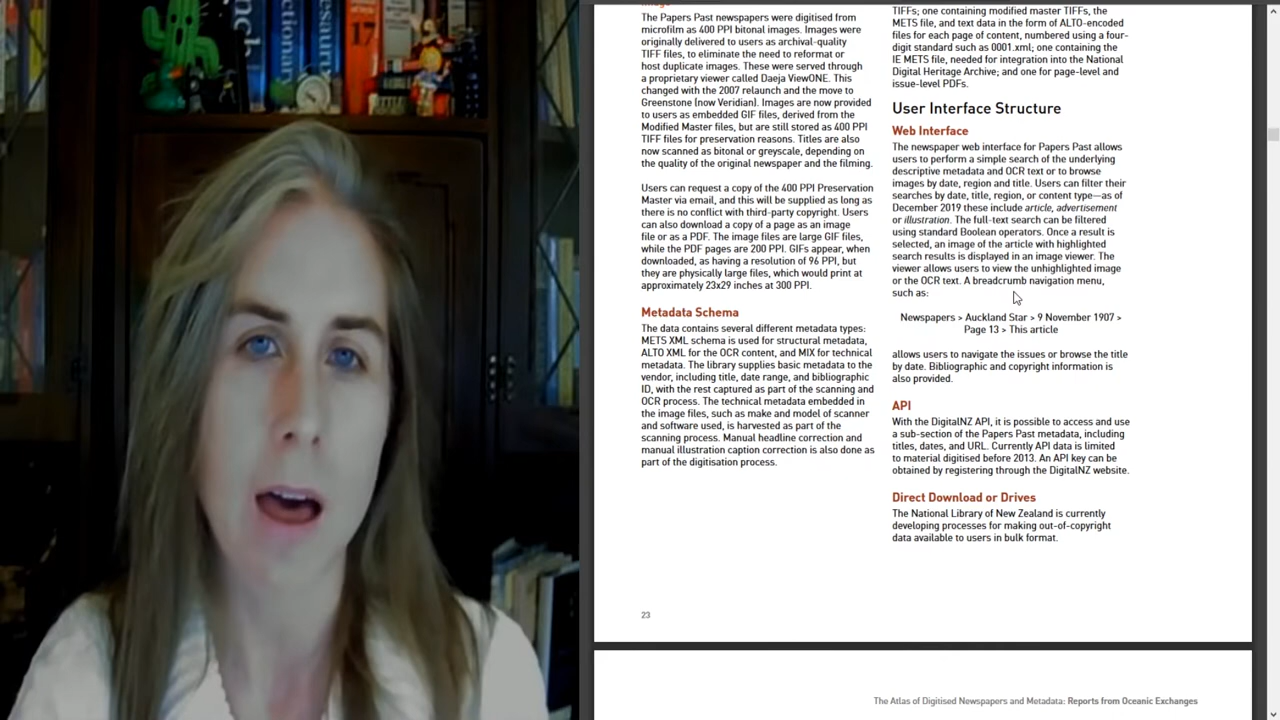 Dictionary
Institutions
17
Image
The Papers Past newspapers were digitised from
microfilm as 400 PPI bitonal images. Images were
originally delivered to users as archival-quality
TIFF files, to eliminate the need to reformat or
host duplicate images. These were served through
a proprietary viewer called Daeja ViewONE. This
changed with the 2007 relaunch and the move to
Greenstone (now Veridian). Images are now provided
to users as embedded GIF files, derived from the
Modified Master files, but are still stored as 400 PPI
TIFF files for preservation reasons. Titles are also
now scanned as bitonal or greyscale, depending on
the quality of the original newspaper and the filming.
Users can request a copy of the 400 PPI Preservation
Master via email, and this will be supplied as long as
there is no conflict with third-party copyright. Users
can also download a copy of a page as an image
file or as a PDF. The image files are large GIF files,
while the PDF pages are 200 PPI. GIFs appear, when
downloaded, as having a resolution of 96 PPI, but
they are physically large files, which would print at
approximately 23x29 inches at 300 PPI.
Metadata Schema
The data contains several different metadata types:
METS XML schema is used for structural metadata,
ALTO XML for the OCR content, and MIX for technical
metadata. The library supplies basic metadata to the
vendor, including title, date range, and bibliographic
ID, with the rest captured as part of the scanning and
OCR process. The technical metadata embedded in
the image files, such as make and model of scanner
and software used, is harvested as part of the
scanning process. Manual headline correction and
manual illustration caption correction is also done as
part of the digitisation process.
TIFFs; one containing modified master TIFFs, the
METS file, and text data in the form of ALTO-encoded
files for each page of content, numbered using a four-
digit standard such as 0001.xml; one containing the
IE METS file, needed for integration into the National
Digital Heritage Archive; and one for page-level and
issue-level PDFs.
User Interface Structure
Web Interface
The newspaper web interface for Papers Past allows
users to perform a simple search of the underlying
descriptive metadata and OCR text or to browse
images by date, region and title. Users can filter their
searches by date, title, region, or content type—as of
December 2019 these include article, advertisement
or illustration. The full-text search can be filtered
using standard Boolean operators. Once a result is
selected, an image of the article with highlighted
search results is displayed in an image viewer. The
viewer allows users to view the unhighlighted image
or the OCR text. A breadcrumb navigation menu,
such as:
Newspapers > Auckland Star > 9 November 1907 >
Page 13 > This article
allows users to navigate the issues or browse the title
by date. Bibliographic and copyright information is
also provided.
API
With the DigitalNZ API, it is possible to access and use
a sub-section of the Papers Past metadata, including
titles, dates, and URL. Currently API data is limited
to material digitised before 2013. An API key can be
obtained by registering through the DigitalNZ website.
Direct Download or Drives
The National Library of New Zealand is currently
developing processes for making out-of-copyright
data available to users in bulk format.
23
The Atlas of Digitised Newspapers and Metadata: Reports from Oceanic Exchanges